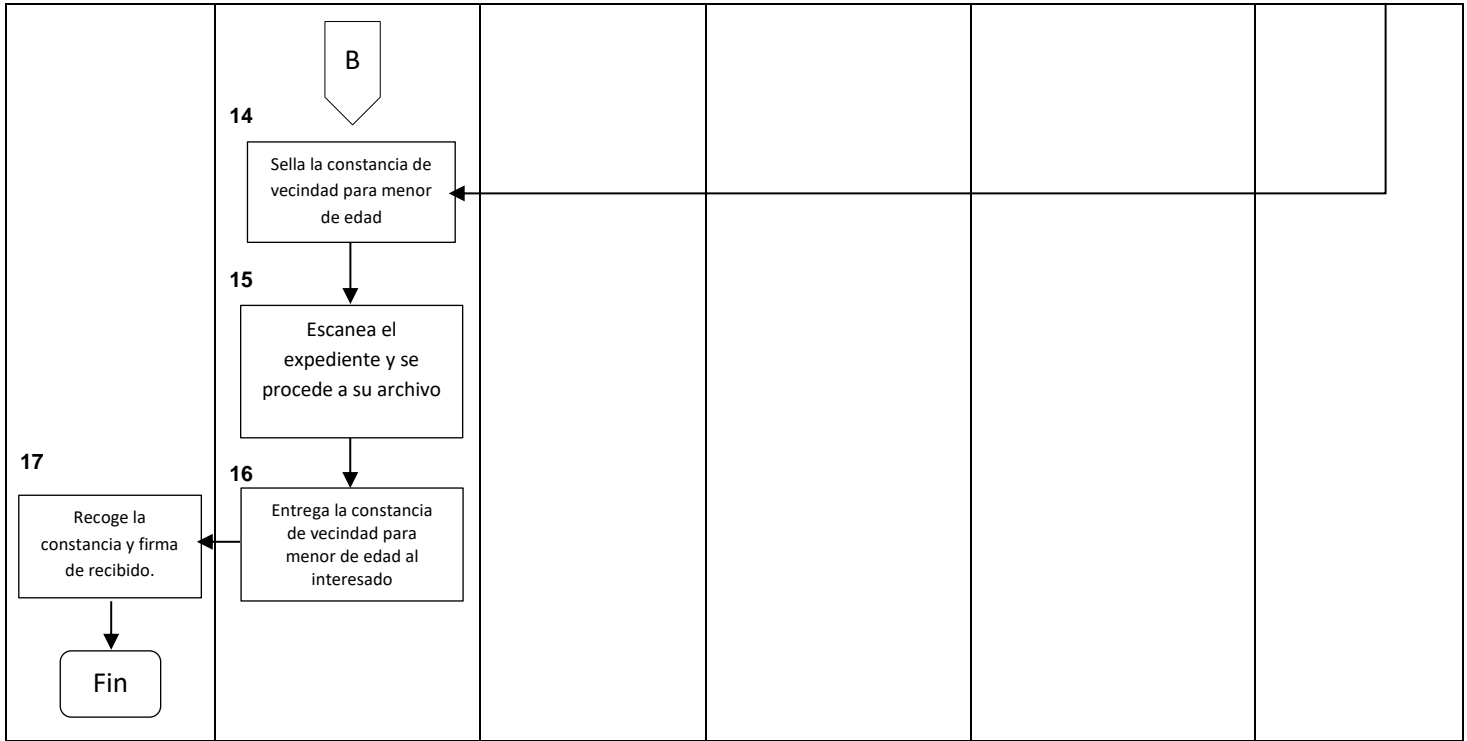 B
14
Sella la constancia de
vecindad para menor
de edad
15
Escanea el
expediente y se
procede a su archivo
16
Entrega la constancia
de vecindad para
menor de edad al
interesado
17
Recoge la
constancia y firma
de recibido.
Fin